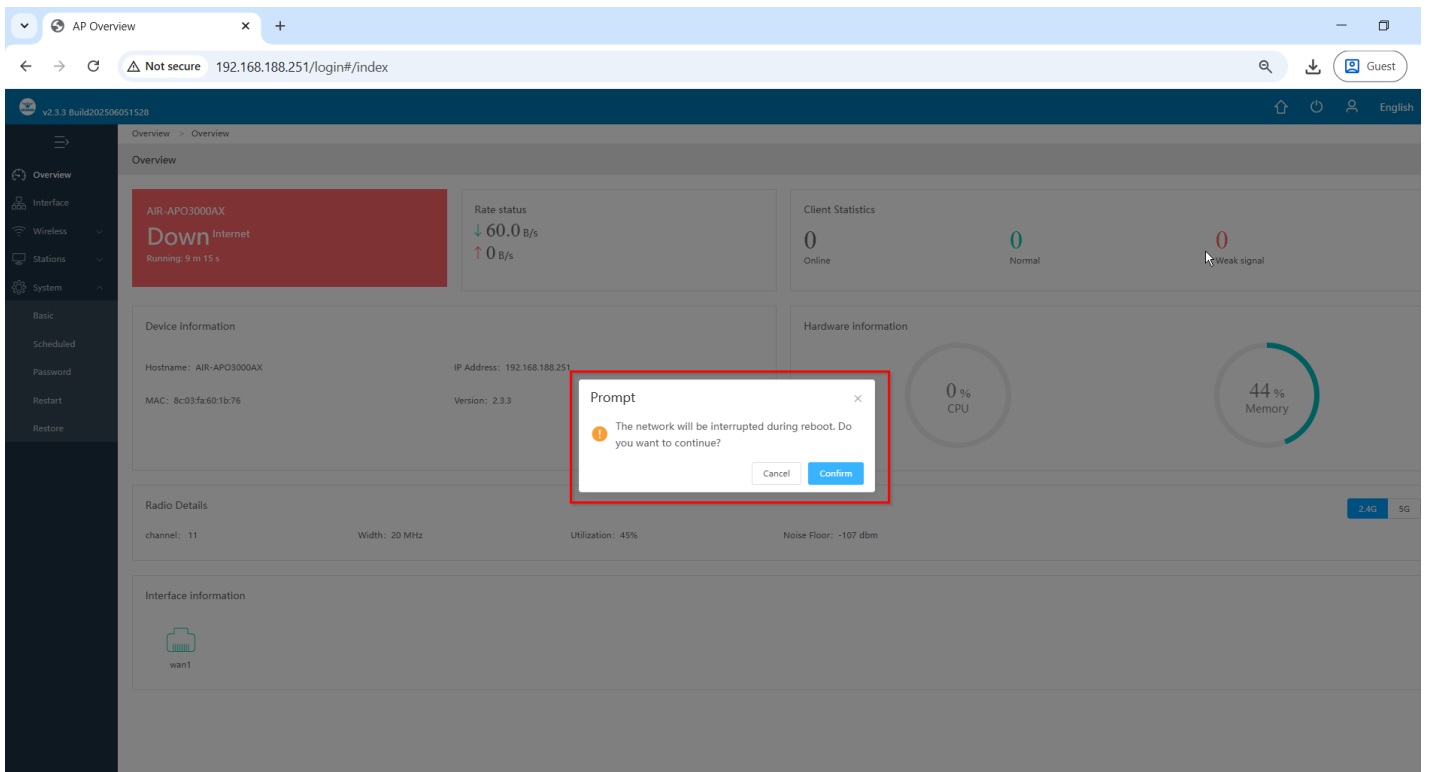 AP Overview
Not secure 192.168.188.251/login#/index
Guest
v2.3.3 Build202506051528
English
Overview > Overview
Overview
Overview
Interface
Wireless
Stations
System
Basic
Scheduled
Password
Restart
Restore
AIR-APO3000AX
Down Internet
Running: 9 m 15 s
Rate status
↓ 60.0 B/s
↑ 0 B/s
Client Statistics
0 0 0
Online Normal Weak signal
Device information
Hostname: AIR-APO3000AX IP Address: 192.168.188.251
MAC: 8c:03:fa:60:1b:76 Version: 2.3.3
Hardware information
0 %
CPU
44 %
Memory
Prompt
The network will be interrupted during reboot. Do
you want to continue?
Cancel Confirm
Radio Details
2.4G 5G
channel: 11 Width: 20 MHz Utilization: 45% Noise Floor: -107 dbm
Interface information
wan1